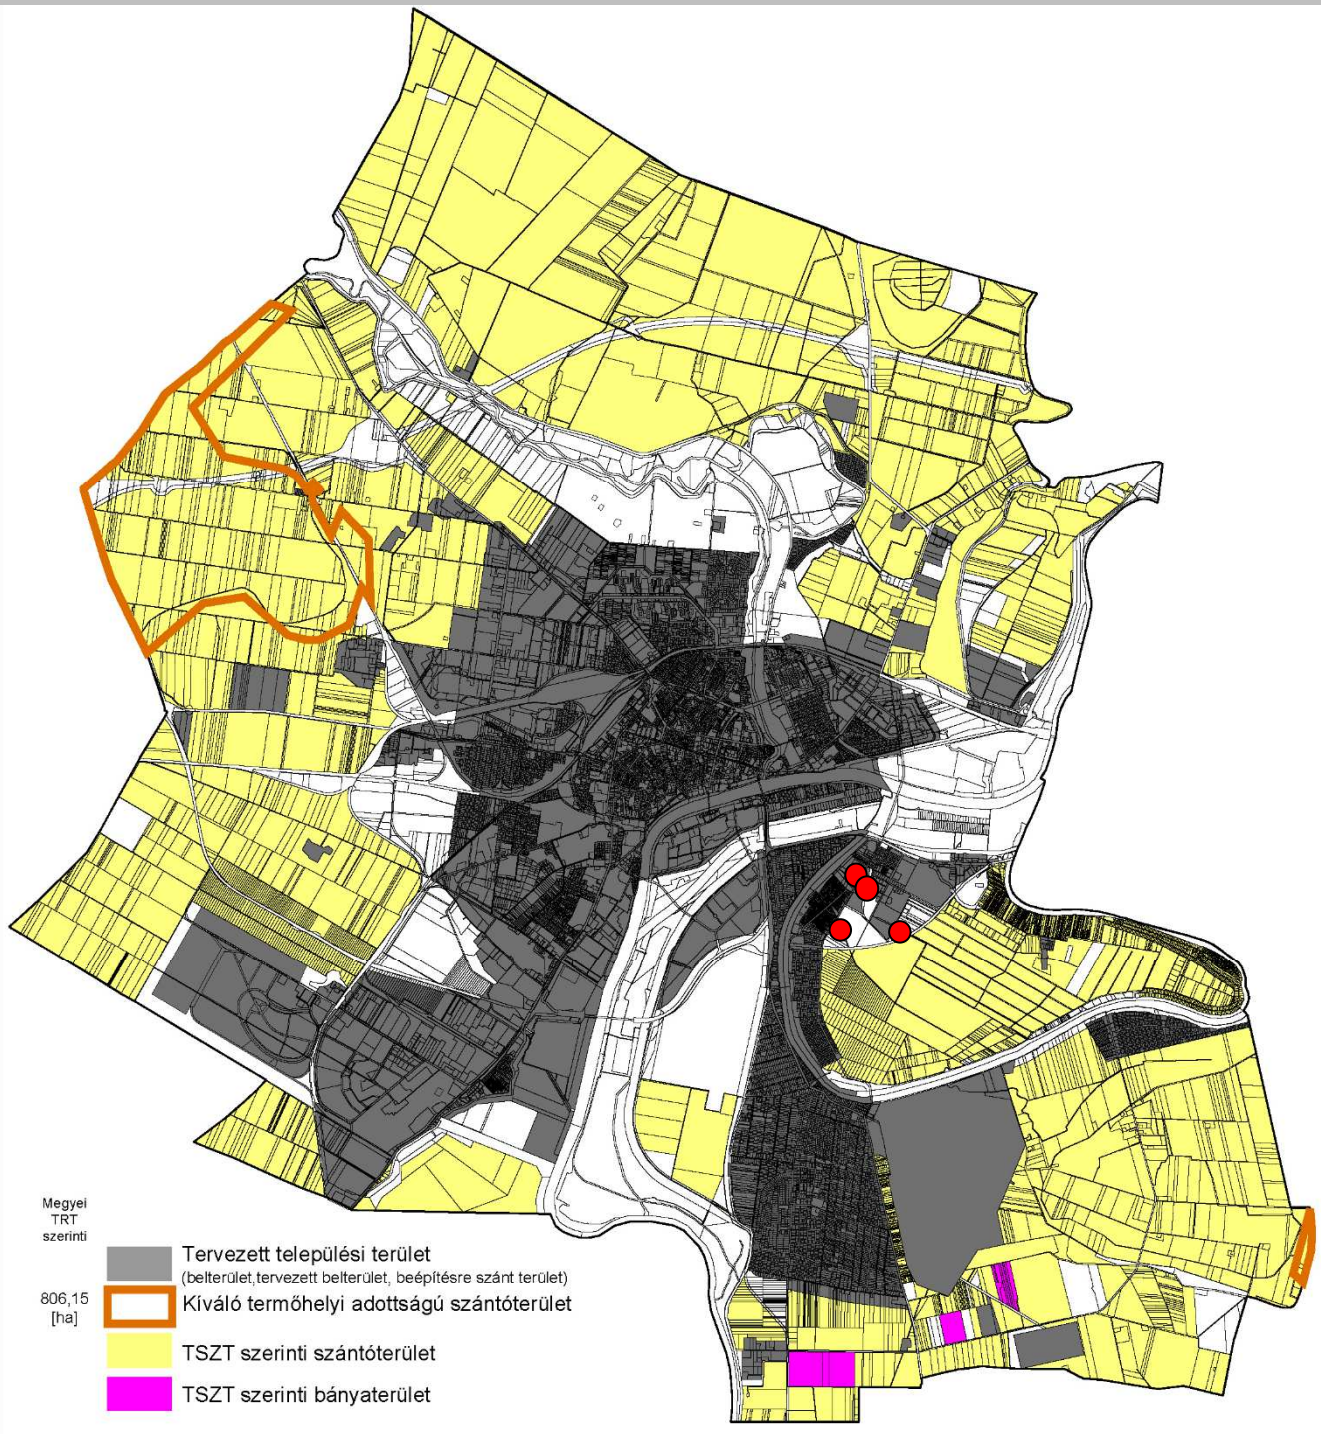 Megyei
TRT
szerinti
Tervezett települési terület
(belterület,tervezett belterület, beépítésre szánt terület)
806,15
[ha]
Kíváló termőhelyi adottságú szántóterület
TSZT szerinti szántóterület
TSZT szerinti bányaterület